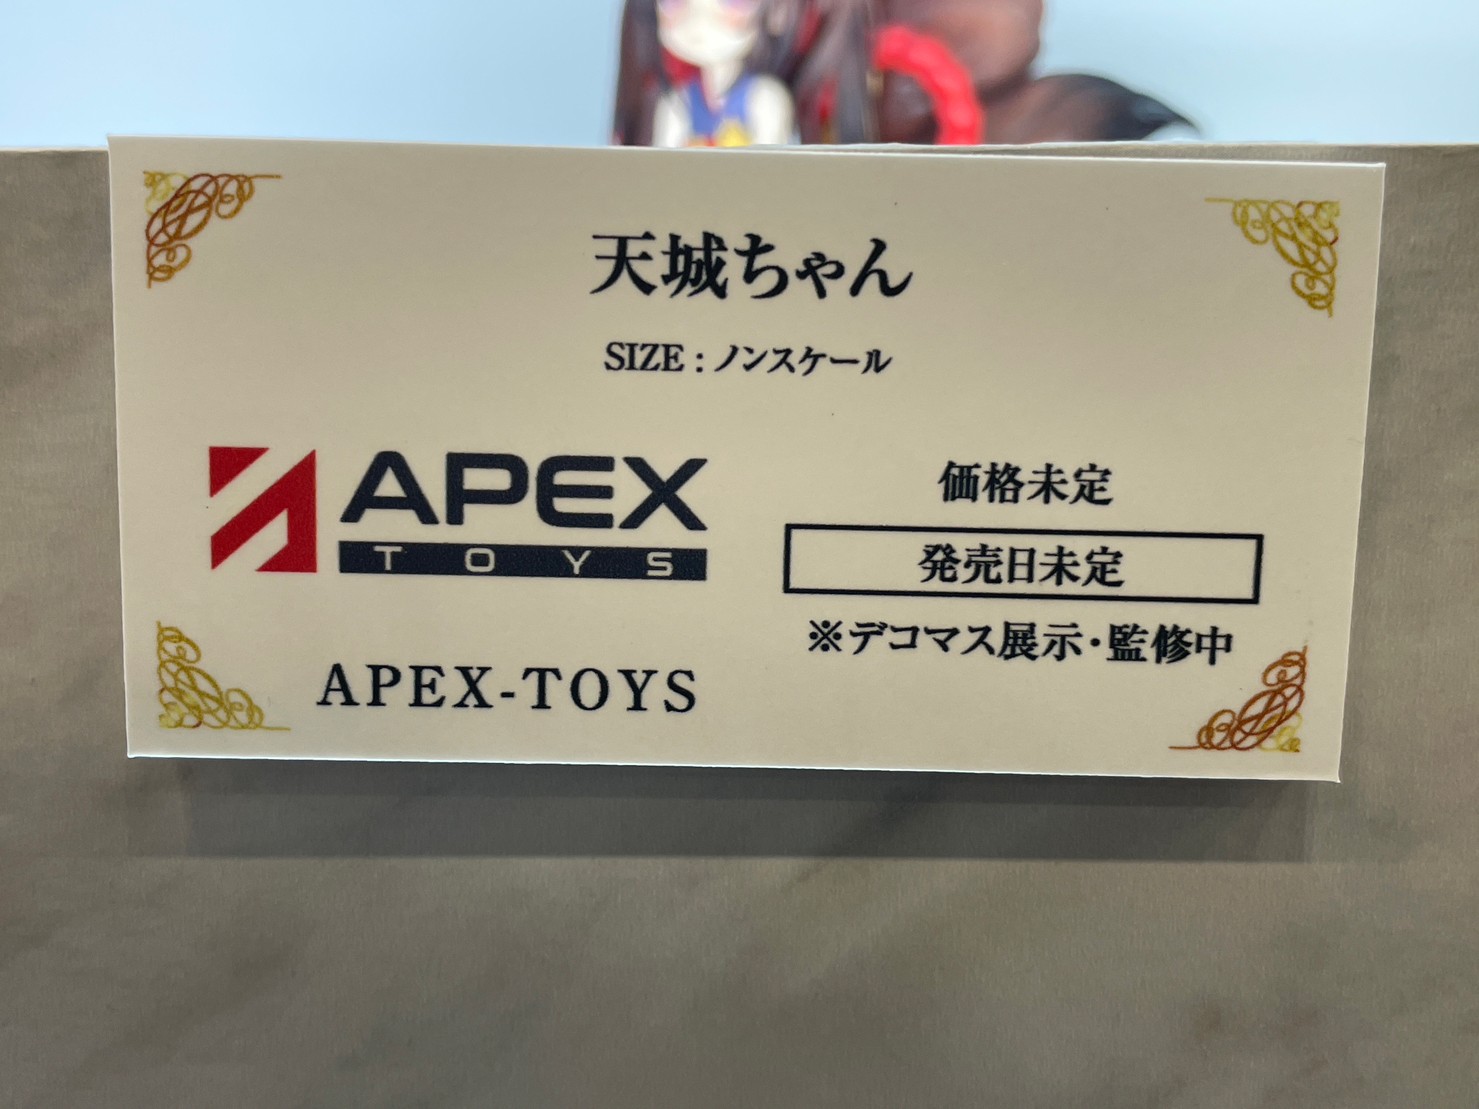 天城ちゃん
SIZE : ノンスケール
APEX
TOYS
APEX-TOYS
価格未定
発売日未定
※デコマス展示・監修中